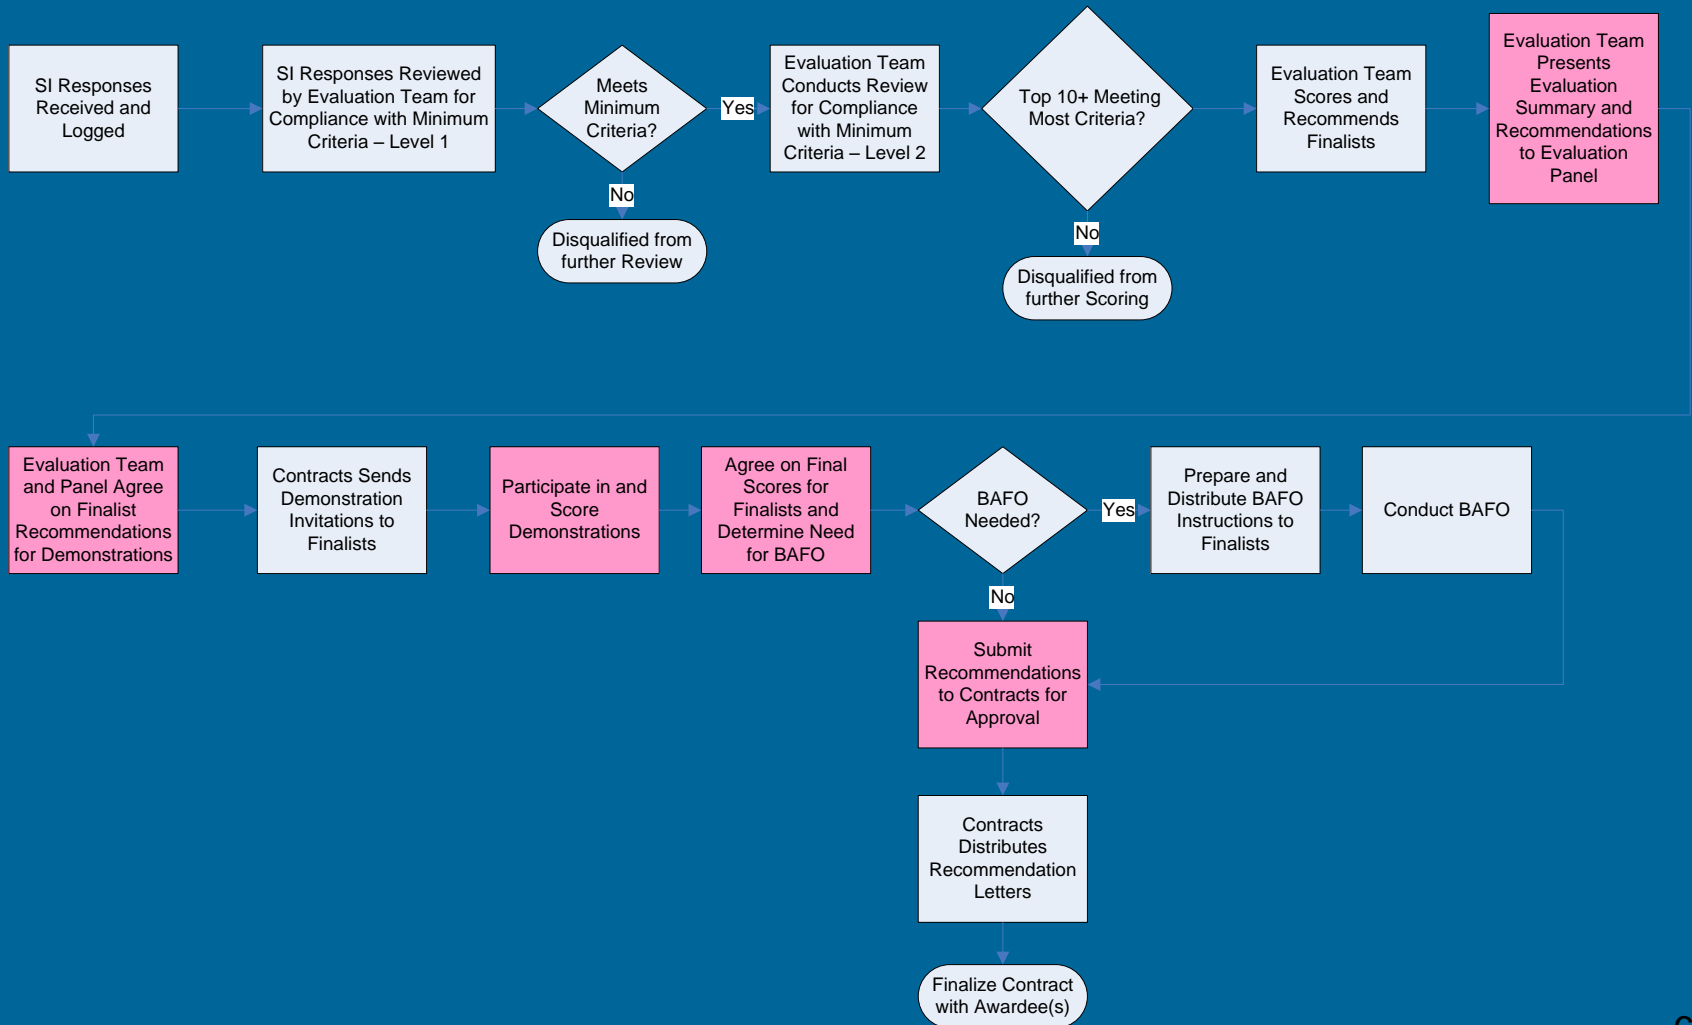 SI Responses
Received and
Logged
SI Responses Reviewed
by Evaluation Team for
Compliance with Minimum
Criteria – Level 1
Meets
Minimum
Criteria?
Yes
No
Disqualified from
further Review
Evaluation Team
Conducts Review
for Compliance
with Minimum
Criteria – Level 2
Top 10+ Meeting
Most Criteria?
No
Disqualified from
further Scoring
Evaluation Team
Scores and
Recommends
Finalists
Evaluation Team
Presents
Evaluation
Summary and
Recommendations
to Evaluation
Panel
Evaluation Team
and Panel Agree
on Finalist
Recommendations
for Demonstrations
Contracts Sends
Demonstration
Invitations to
Finalists
Participate in and
Score
Demonstrations
Agree on Final
Scores for
Finalists and
Determine Need
for BAFO
BAFO
Needed?
Yes
No
Prepare and
Distribute BAFO
Instructions to
Finalists
Conduct BAFO
Submit
Recommendations
to Contracts for
Approval
Contracts
Distributes
Recommendation
Letters
Finalize Contract
with Awardee(s)